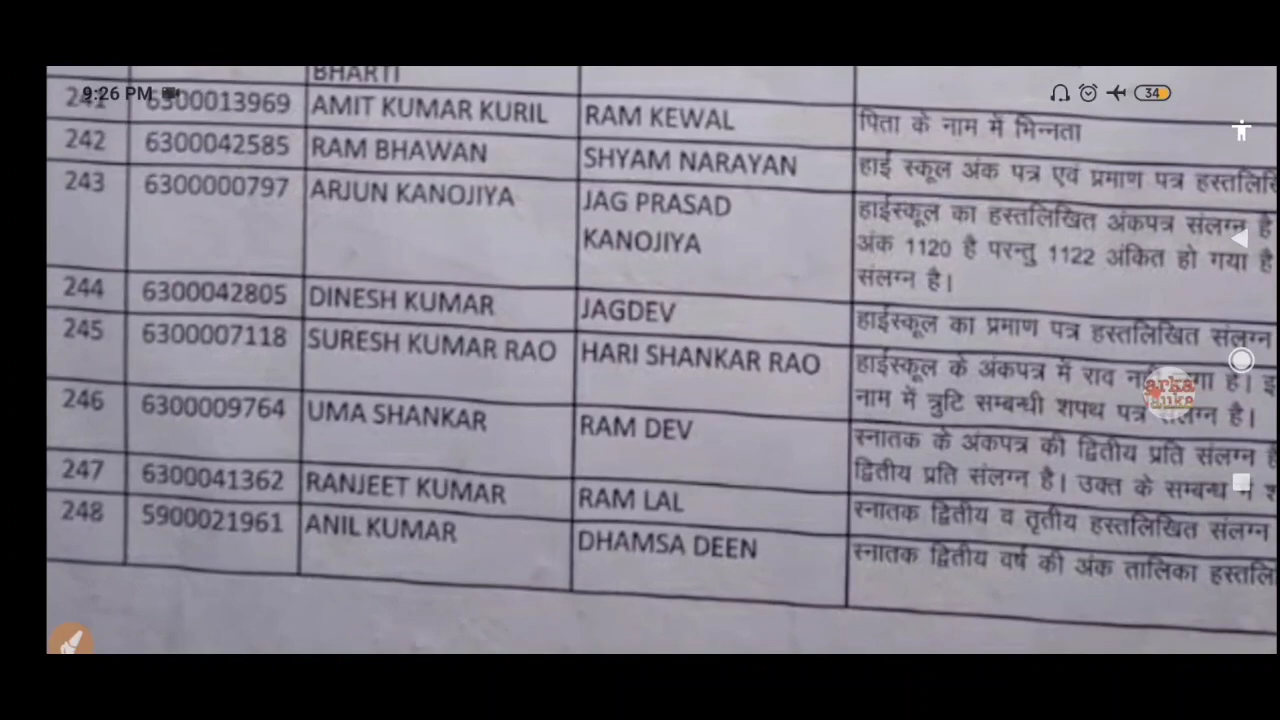 BHARTI
9:26 PM 34
241 6300013969 AMIT KUMAR KURIL RAM KEWAL पिता के नाम में भिन्नता
242 6300042585 RAM BHAWAN SHYAM NARAYAN हाई स्कूल अंक पत्र एवं प्रमाण पत्र
243 6300000797 ARJUN KANOJIYA JAG PRASAD हाईस्कूल का हस्तलिखित अंकपत्र संलग्न है
KANOJIYA अंक 1120 है परन्तु 1122 अंकित हो गया है
संलग्न है।
244 6300042805 DINESH KUMAR JAGDEV हाईस्कूल का प्रमाण पत्र हस्तलिखित संलग्न
245 6300007118 SURESH KUMAR RAO HARI SHANKAR RAO हाईस्कूल के अंकपत्र में राव है।
नाम में त्रुटि सम्बन्धी शपथ पत्र संलग्न है।
246 6300009764 UMA SHANKAR RAM DEV स्नातक के अंकपत्र की द्वितीय प्रति संलग्न
द्वितीय प्रति संलग्न है। उक्त के सम्बन्ध में
247 6300041362 RANJEET KUMAR RAM LAL स्नातक द्वितीय व तृतीय हस्तलिखित संलग्न
248 5900021961 ANIL KUMAR DHAMSA DEEN स्नातक द्वितीय वर्ष की अंक तालिका